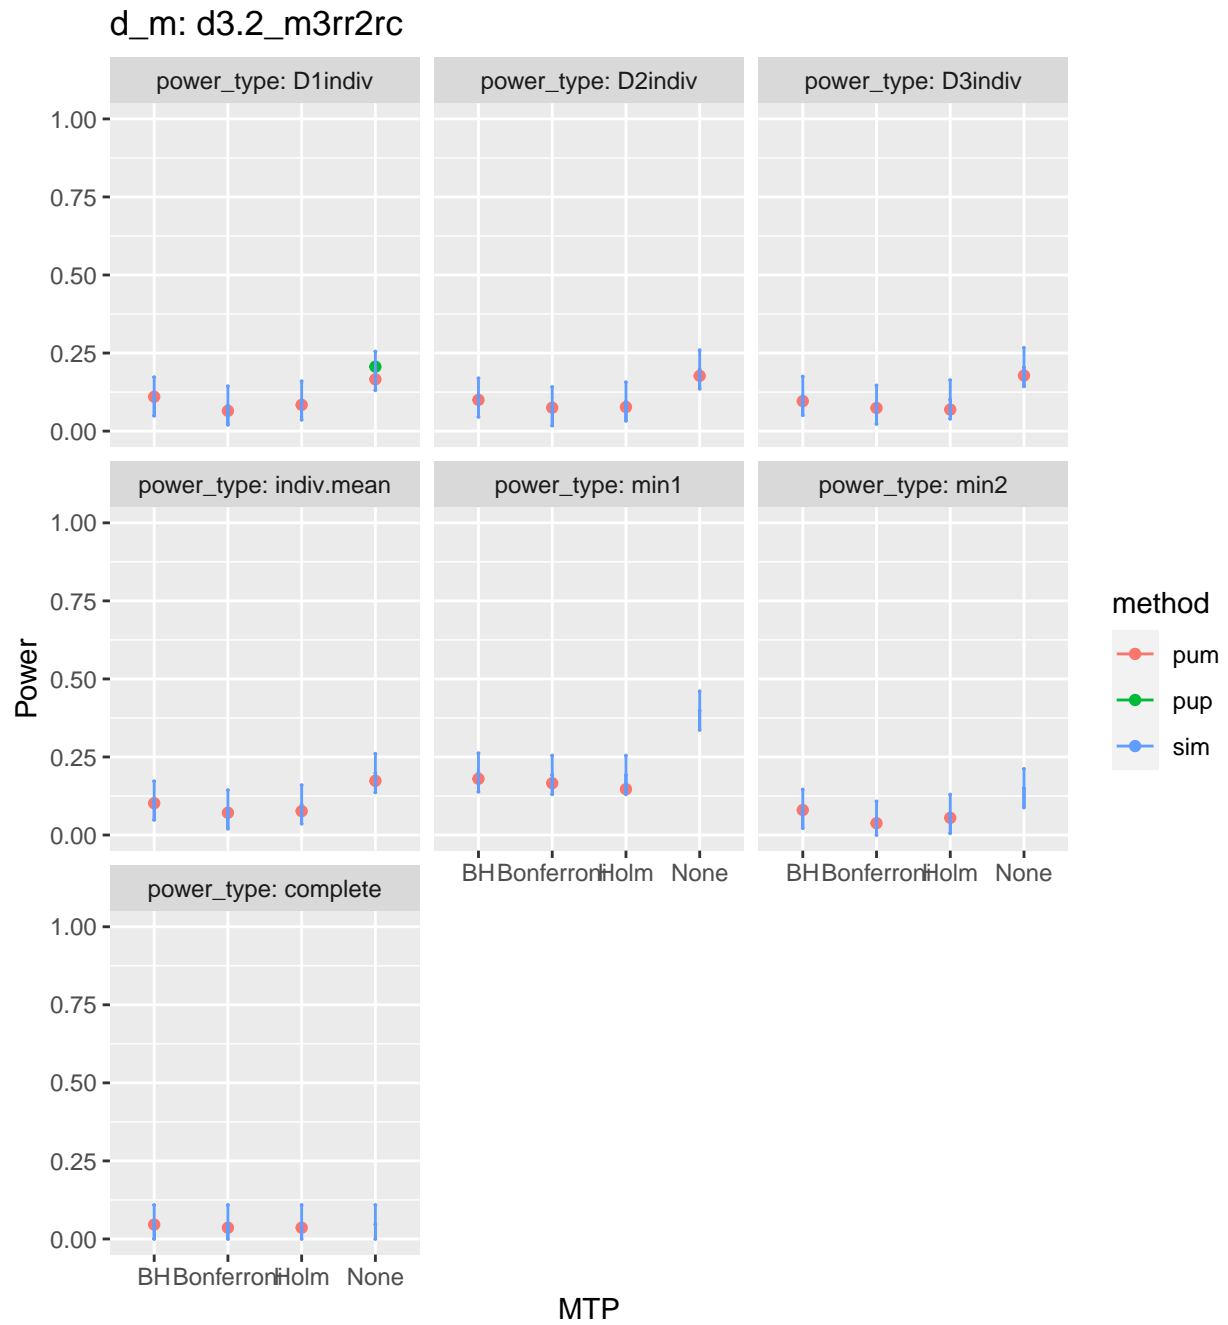 d_m: d3.2_m3rr2rc
power_type: D1indiv
power_type: D2indiv
power_type: D3indiv
1.00
0.75
0.50
0.25
0.00
power_type: indiv.mean
power_type: min1
power_type: min2
1.00
0.75
0.50
0.25
0.00
BH Bonferroni Holm None
BH Bonferroni Holm None
power_type: complete
1.00
0.75
0.50
0.25
0.00
BH Bonferroni Holm None
MTP
Power
method
pum
pup
sim